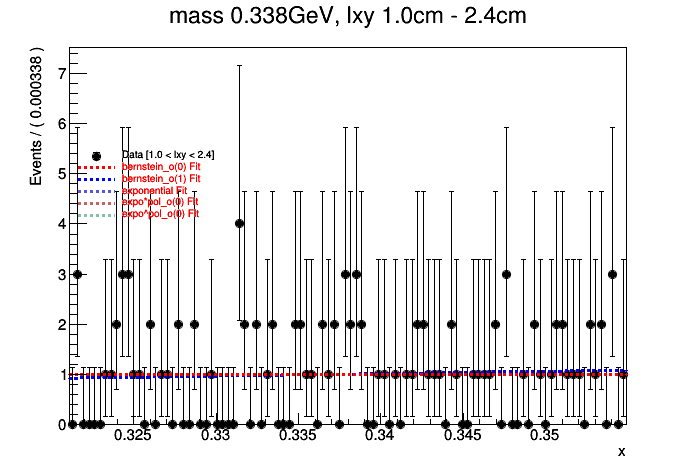 mass 0.338GeV, lxy 1.0cm - 2.4cm
Events / ( 0.000338 )
7
6
5
4
3
2
1
0
Data [1.0 < lxy < 2.4]
bernstein_o(0) Fit
bernstein_o(1) Fit
exponential Fit
expo*pol_o(0) Fit
expo*pol_o(0) Fit
0.325 0.33 0.335 0.34 0.345 0.35
x